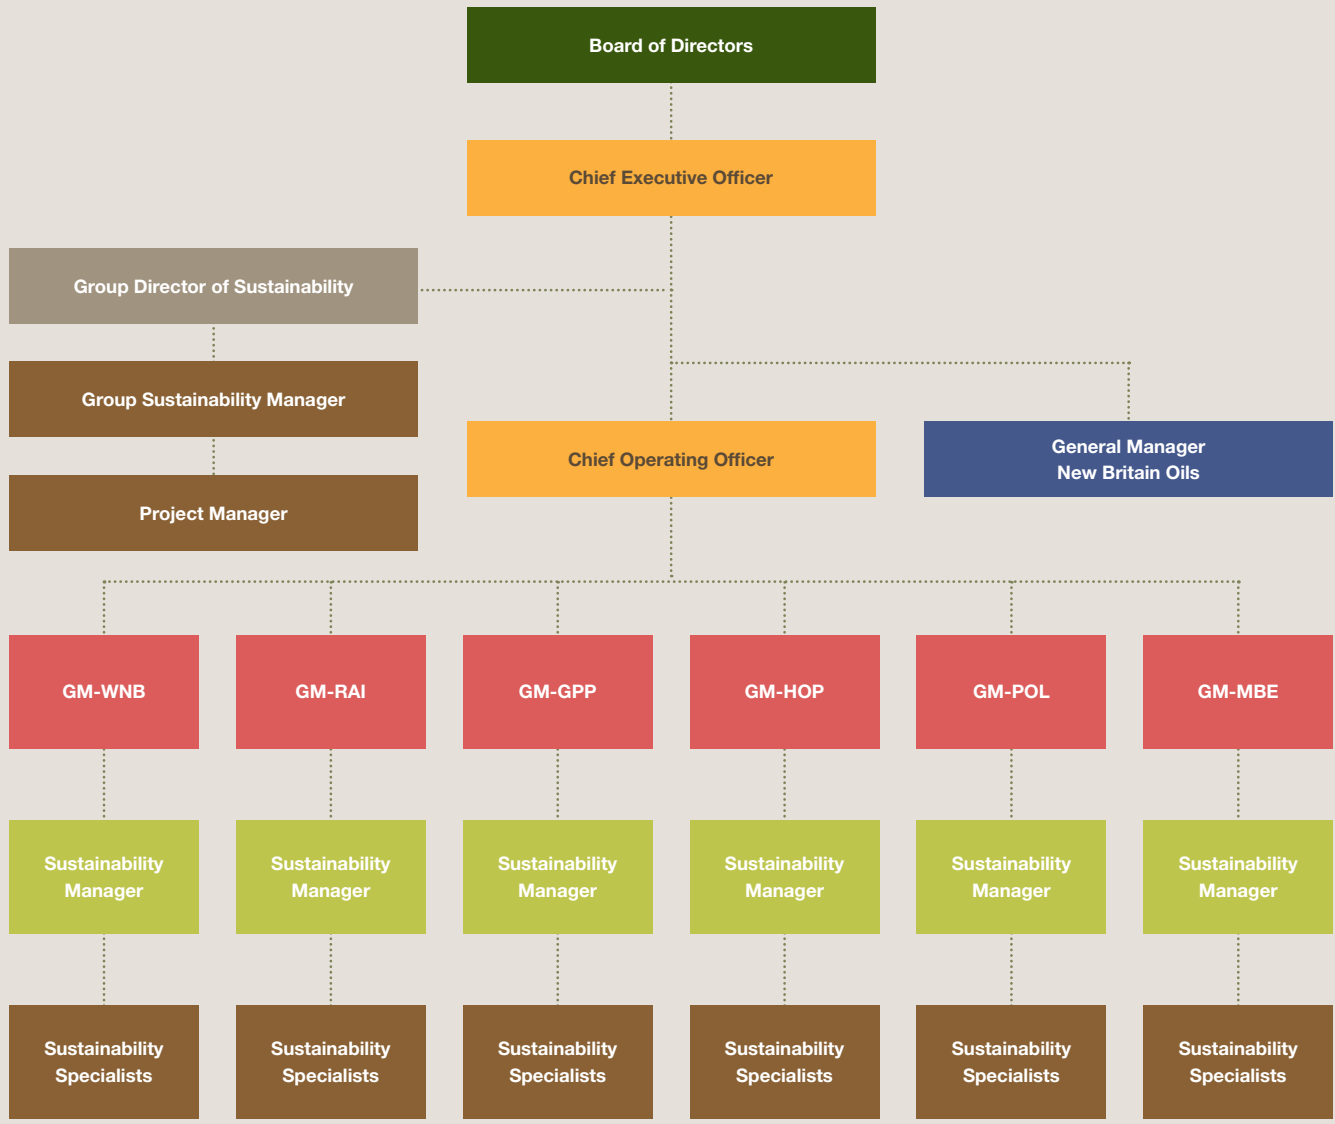 Board of Directors
Chief Executive Officer
Group Director of Sustainability
Group Sustainability Manager
Chief Operating Officer
General Manager
New Britain Oils
Project Manager
GM-WNB
GM-RAI
GM-GPP
GM-HOP
GM-POL
GM-MBE
Sustainability
Manager
Sustainability
Manager
Sustainability
Manager
Sustainability
Manager
Sustainability
Manager
Sustainability
Manager
Sustainability
Specialists
Sustainability
Specialists
Sustainability
Specialists
Sustainability
Specialists
Sustainability
Specialists
Sustainability
Specialists